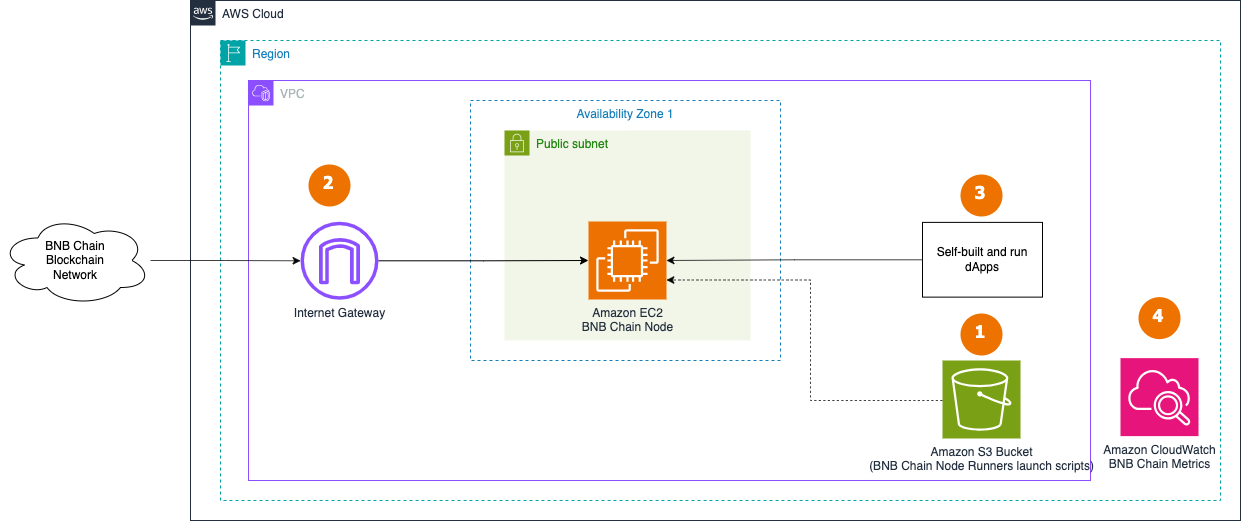 aws
AWS Cloud
Region
VPC
Availability Zone 1
Public subnet
2
3
BNB Chain
Blockchain
Network
Self-built and run
dApps
Internet Gateway
Amazon EC2
BNB Chain Node
1
4
Amazon S3 Bucket
(BNB Chain Node Runners launch scripts)
Amazon CloudWatch
BNB Chain Metrics